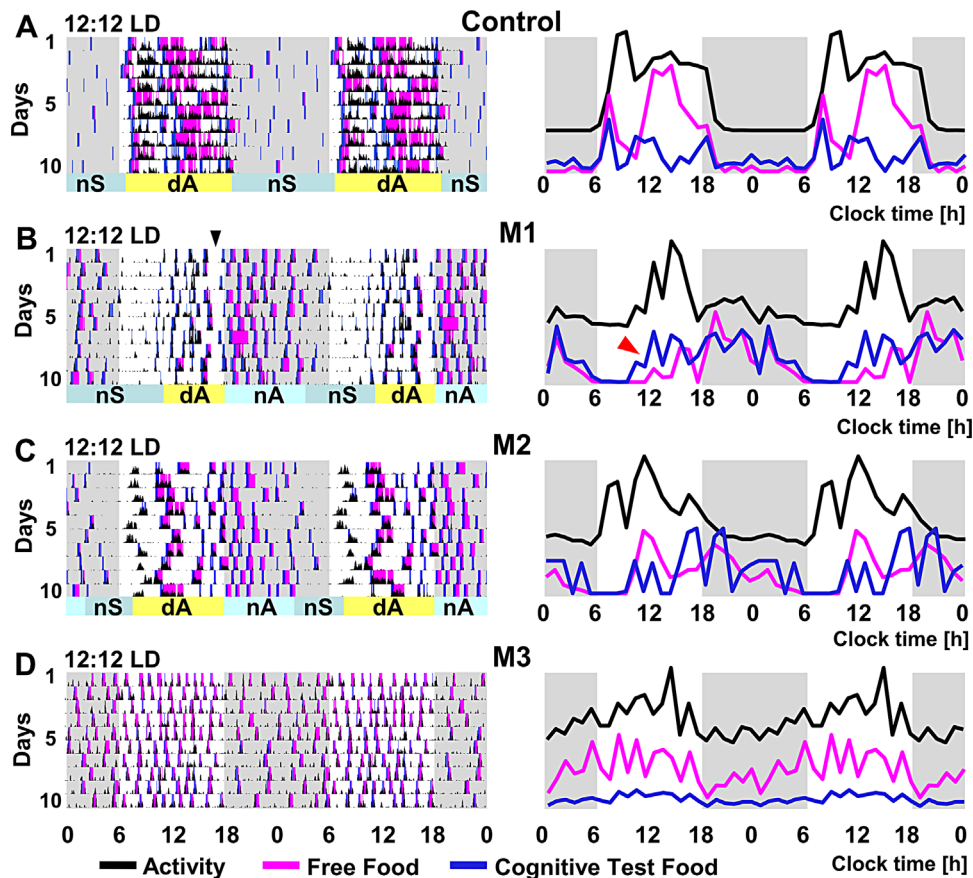 A 12:12 LD Control
1
5
10
Days
nS dA nS dA nS
0 6 12 18 0 6 12 18 0
Clock time [h]
B 12:12 LD M1
1
5
10
Days
nS dA nA nS dA nA
0 6 12 18 0 6 12 18 0
Clock time [h]
C 12:12 LD M2
1
5
10
Days
nS dA nA nS dA nA
0 6 12 18 0 6 12 18 0
Clock time [h]
D 12:12 LD M3
1
5
10
Days
0 6 12 18 0 6 12 18 0
0 6 12 18 0 6 12 18 0
Clock time [h]
Activity Free Food Cognitive Test Food